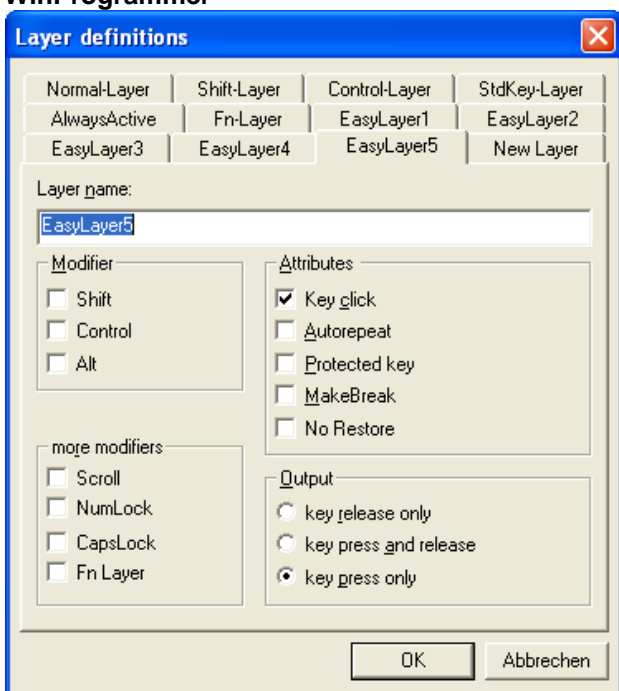 WinProgrammer
Layer definitions
Normal-Layer Shift-Layer Control-Layer StdKey-Layer
AlwaysActive Fn-Layer EasyLayer1 EasyLayer2
EasyLayer3 EasyLayer4 EasyLayer5 New Layer
Layer name:
EasyLayer5
Modifier
Shift
Control
Alt
more modifiers
Scroll
NumLock
CapsLock
Fn Layer
Attributes
Key click
Autorepeat
Protected key
MakeBreak
No Restore
Output
key release only
key press and release
key press only
OK Abbrechen